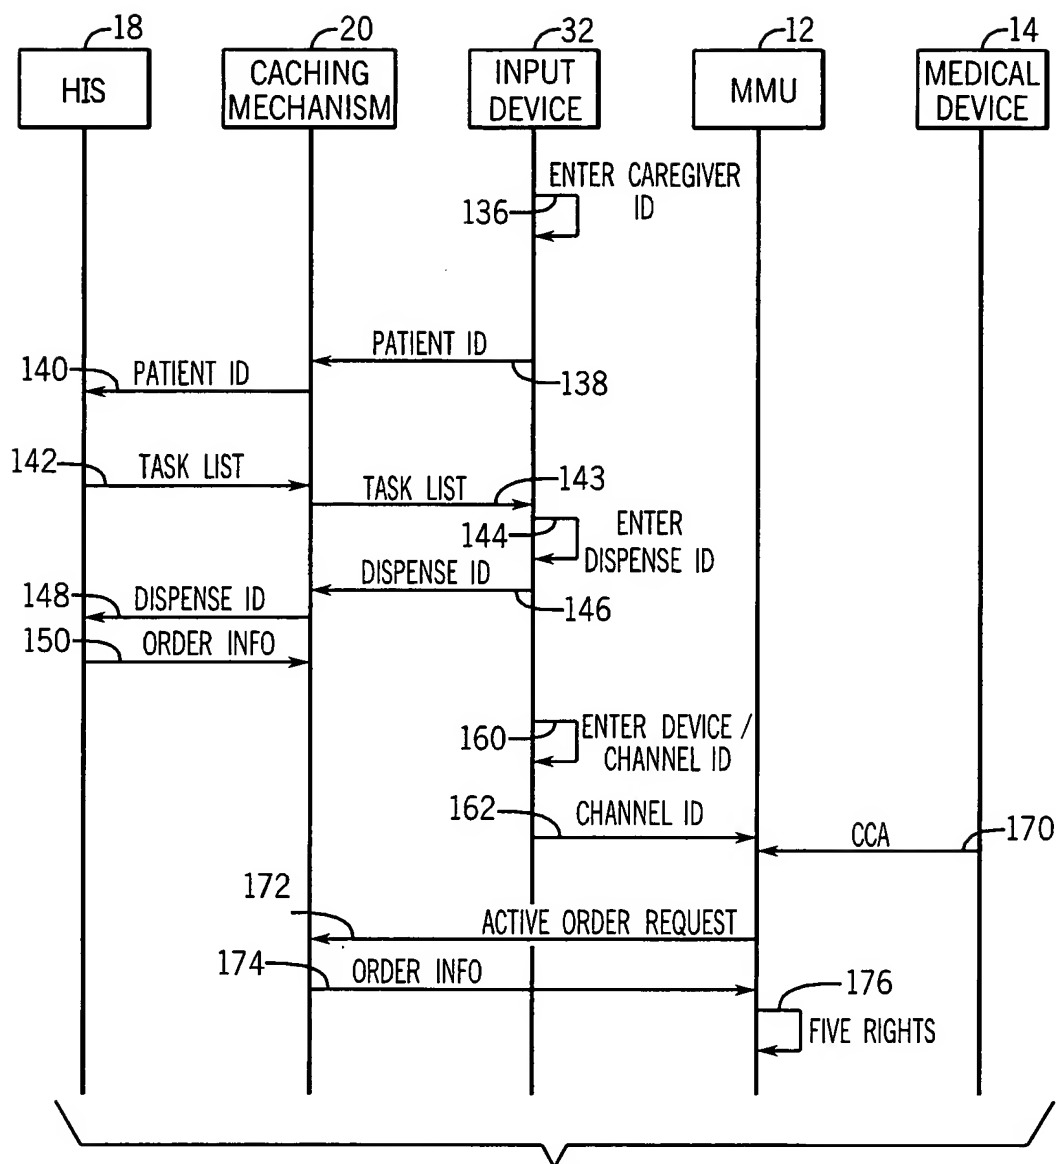 18
20
32
12
14
HIS
CACHING
MECHANISM
INPUT
DEVICE
MMU
MEDICAL
DEVICE
ENTER CAREGIVER
ID
136
PATIENT ID
138
140
PATIENT ID
142
TASK LIST
TASK LIST
143
144
ENTER
DISPENSE ID
DISPENSE ID
146
148
DISPENSE ID
150
ORDER INFO
160
ENTER DEVICE /
CHANNEL ID
162
CHANNEL ID
CCA
170
172
ACTIVE ORDER REQUEST
174
ORDER INFO
176
FIVE RIGHTS